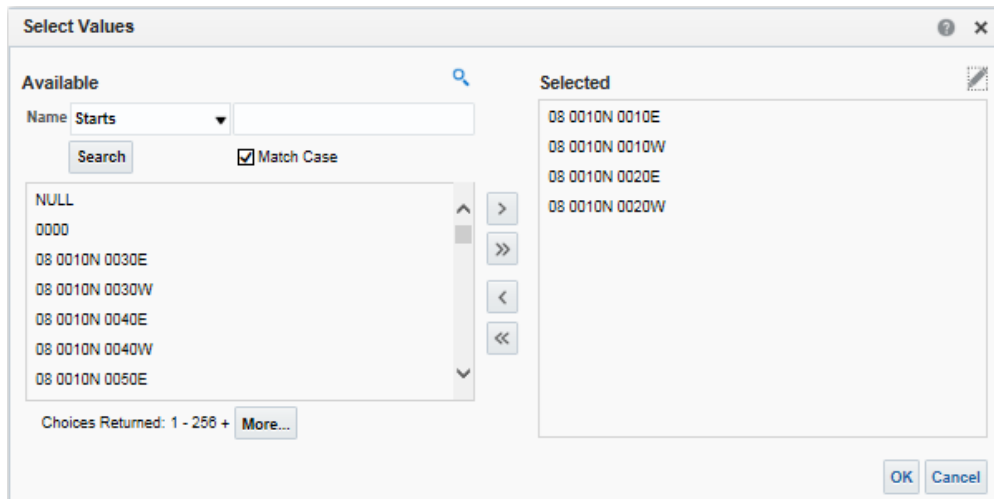 Select Values
Available
Name Starts
Search Match Case
NULL
0000
08 0010N 0030E
08 0010N 0030W
08 0010N 0040E
08 0010N 0040W
08 0010N 0050E
Choices Returned: 1 - 256 + More...
Selected
08 0010N 0010E
08 0010N 0010W
08 0010N 0020E
08 0010N 0020W
OK Cancel